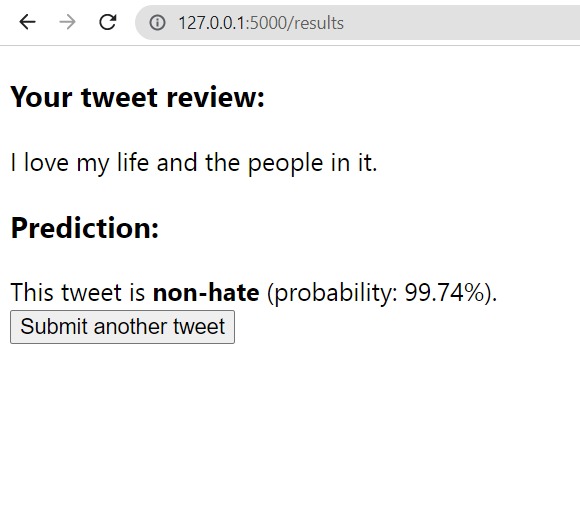 127.0.0.1:5000/results
Your tweet review:
I love my life and the people in it.
Prediction:
This tweet is non-hate (probability: 99.74%).
Submit another tweet